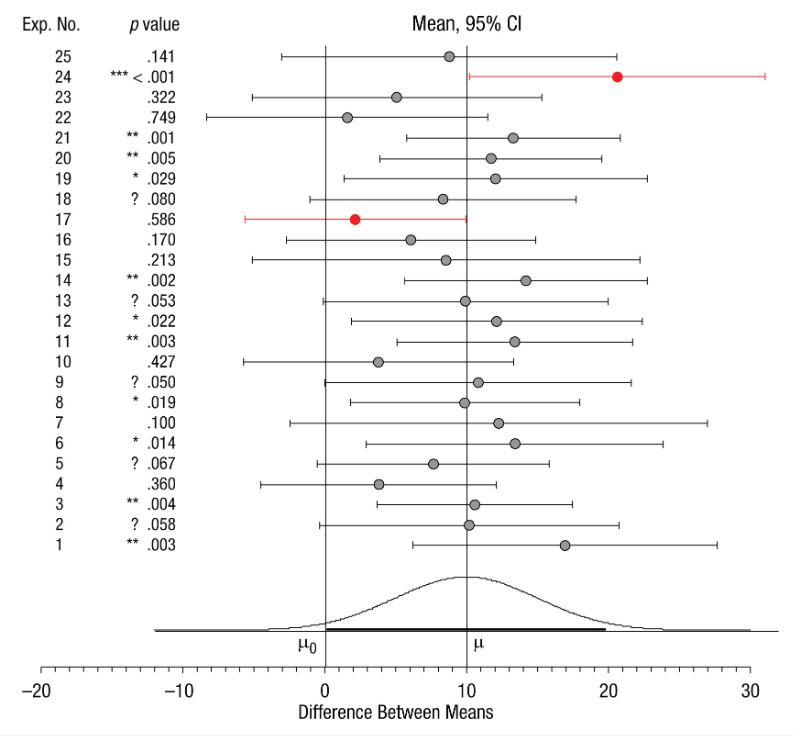 Exp. No. p value Mean, 95% CI
25 .141
24 *** < .001
23 .322
22 .749
21 ** .001
20 ** .005
19 * .029
18 ? .080
17 .586
16 .170
15 .213
14 ** .002
13 ? .053
12 * .022
11 ** .003
10 .427
9 ? .050
8 * .019
7 .100
6 * .014
5 ? .067
4 .360
3 ** .004
2 ? .058
1 ** .003
μ0 μ
–20 –10 0 10 20 30
Difference Between Means